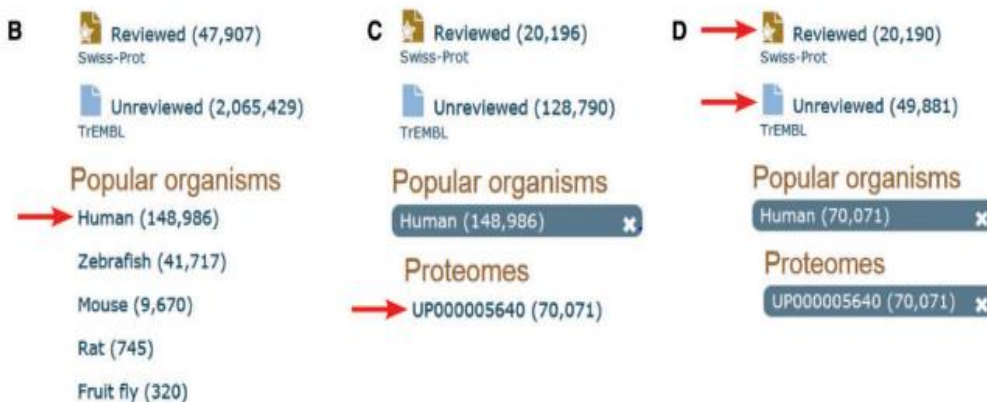 B
Reviewed (47,907)
Swiss-Prot
Unreviewed (2,065,429)
TrEMBL
Popular organisms
Human (148,986)
Zebrafish (41,717)
Mouse (9,670)
Rat (745)
Fruit fly (320)
C
Reviewed (20,196)
Swiss-Prot
Unreviewed (128,790)
TrEMBL
Popular organisms
Human (148,986)
Proteomes
UP000005640 (70,071)
D
Reviewed (20,190)
Swiss-Prot
Unreviewed (49,881)
TrEMBL
Popular organisms
Human (70,071)
Proteomes
UP000005640 (70,071)